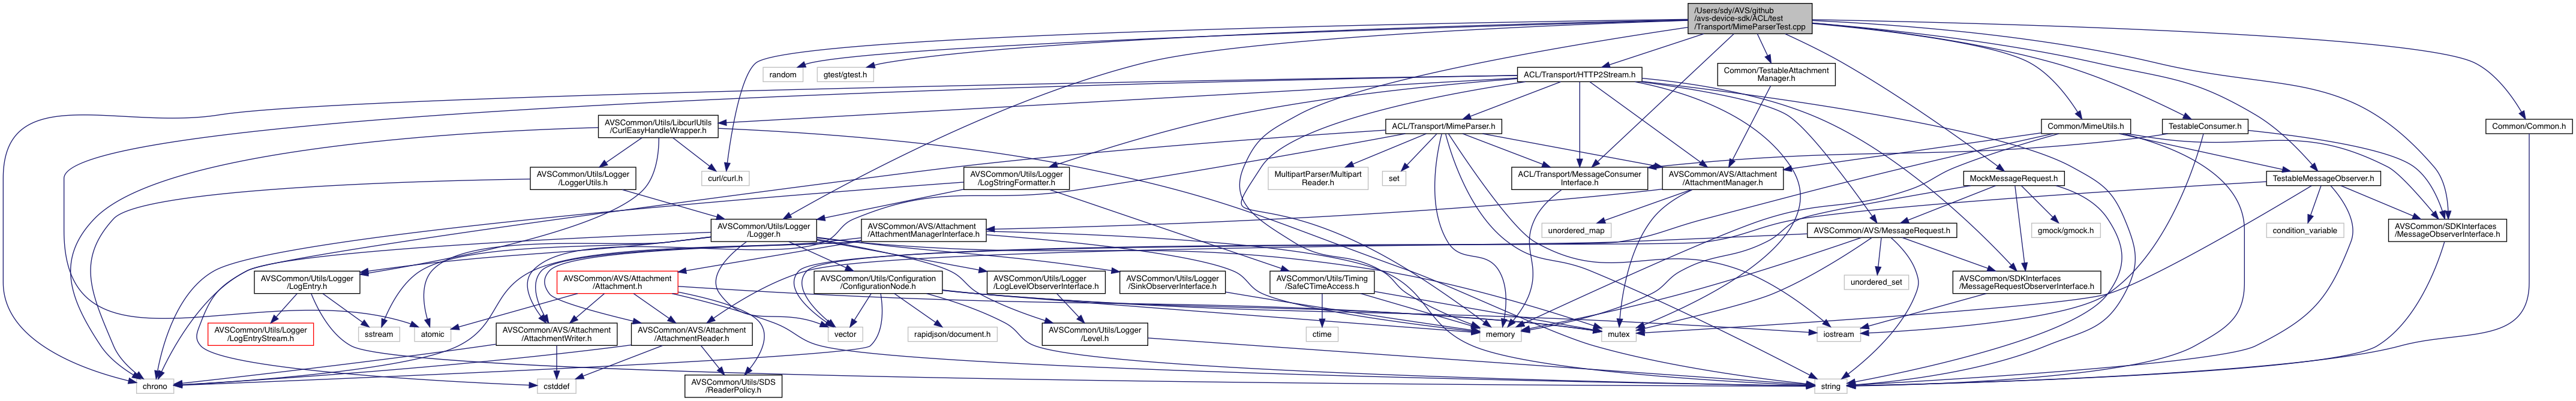 /Users/sdy/AVS/github
/avs-device-sdk/ACL/test
/Transport/MimeParserTest.cpp
random
gtest/gtest.h
ACL/Transport/HTTP2Stream.h
Common/TestableAttachment
Manager.h
AVSCommon/Utils/LibcurlUtils
/CurlEasyHandleWrapper.h
ACL/Transport/MimeParser.h
Common/MimeUtils.h
TestableConsumer.h
Common/Common.h
AVSCommon/Utils/Logger
/LoggerUtils.h
curl/curl.h
AVSCommon/Utils/Logger
/LogStringFormatter.h
MultipartParser/Multipart
Reader.h
set
ACL/Transport/MessageConsumer
Interface.h
AVSCommon/AVS/Attachment
/AttachmentManager.h
MockMessageRequest.h
TestableMessageObserver.h
AVSCommon/Utils/Logger
/Logger.h
AVSCommon/AVS/Attachment
/AttachmentManagerInterface.h
unordered_map
AVSCommon/AVS/MessageRequest.h
gmock/gmock.h
condition_variable
AVSCommon/SDKInterfaces
/MessageObserverInterface.h
AVSCommon/Utils/Logger
/LogEntry.h
AVSCommon/AVS/Attachment
/Attachment.h
AVSCommon/Utils/Configuration
/ConfigurationNode.h
AVSCommon/Utils/Logger
/LogLevelObserverInterface.h
AVSCommon/Utils/Logger
/SinkObserverInterface.h
AVSCommon/Utils/Timing
/SafeCTimeAccess.h
unordered_set
AVSCommon/SDKInterfaces
/MessageRequestObserverInterface.h
AVSCommon/Utils/Logger
/LogEntryStream.h
sstream
atomic
AVSCommon/AVS/Attachment
/AttachmentWriter.h
AVSCommon/AVS/Attachment
/AttachmentReader.h
vector
rapidjson/document.h
AVSCommon/Utils/Logger
/Level.h
ctime
memory
mutex
iostream
chrono
cstddef
AVSCommon/Utils/SDS
/ReaderPolicy.h
string